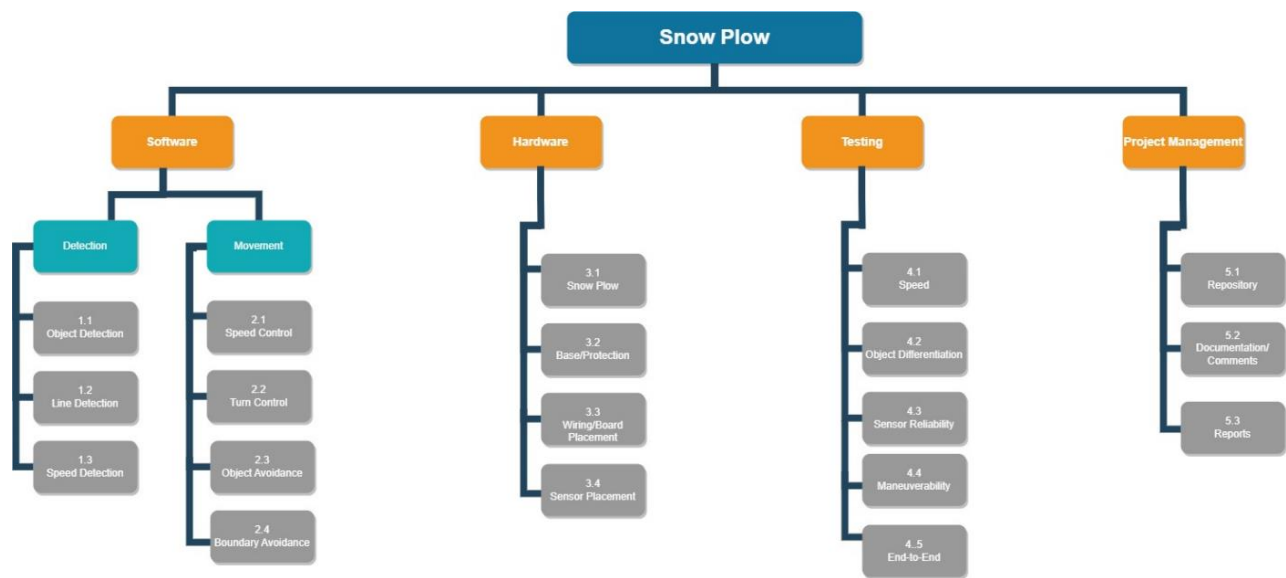 Snow Plow
Software
Hardware
Testing
Project Management
Detection
Movement
1.1
Object Detection
1.2
Line Detection
1.3
Speed Detection
2.1
Speed Control
2.2
Turn Control
2.3
Object Avoidance
2.4
Boundary Avoidance
3.1
Snow Plow
3.2
Base/Protection
3.3
Wiring/Board
Placement
3.4
Sensor Placement
4.1
Speed
4.2
Object Differentiation
4.3
Sensor Reliability
4.4
Maneuverability
4..5
End-to-End
5.1
Repository
5.2
Documentation/
Comments
5.3
Reports